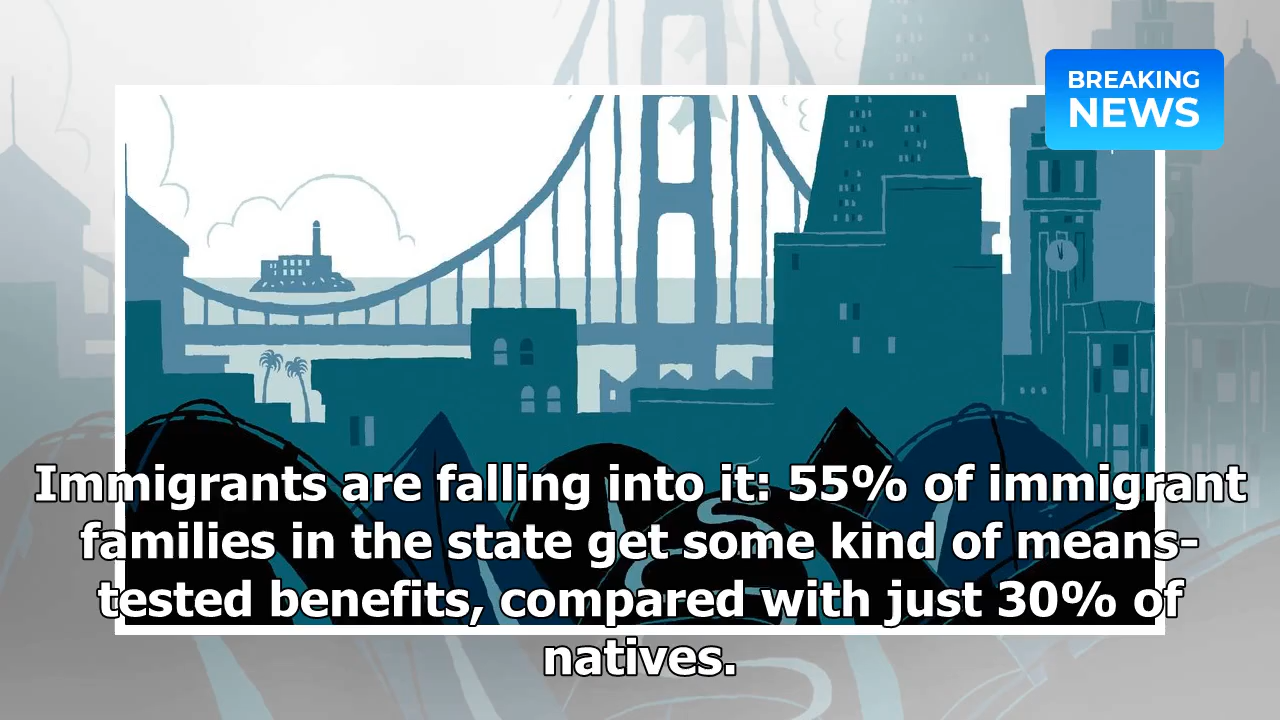 BREAKING
NEWS
Immigrants are falling into it: 55% of immigrant
families in the state get some kind of means-
tested benefits, compared with just 30% of
natives.